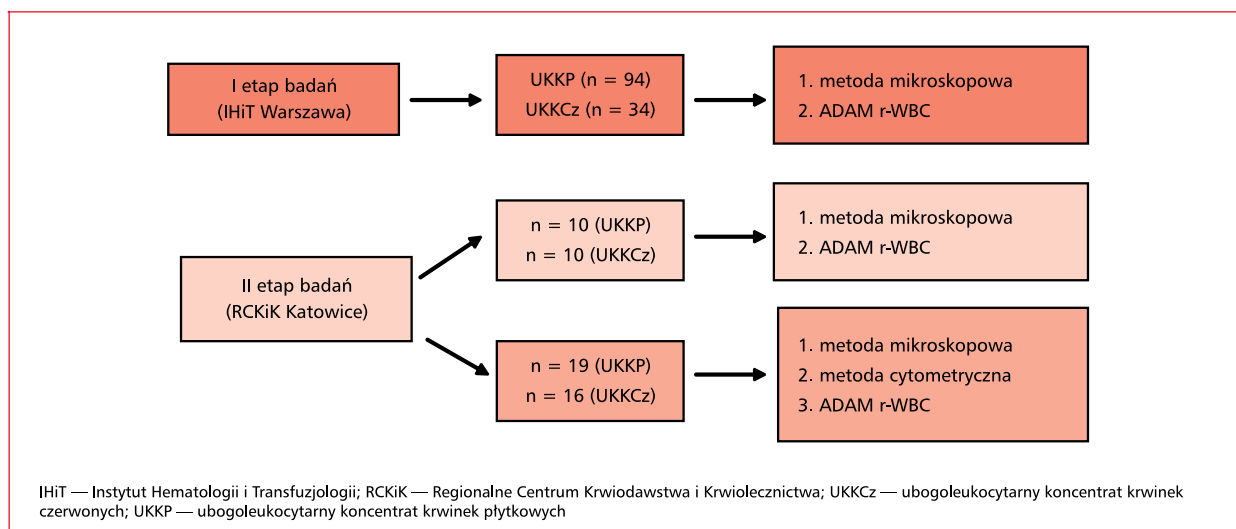 I etap badań
(IHiT Warszawa)
UKKP (n = 94)
UKKCz (n = 34)
1. metoda mikroskopowa
2. ADAM r-WBC
II etap badań
(RCKiK Katowice)
n = 10 (UKKP)
n = 10 (UKKCz)
1. metoda mikroskopowa
2. ADAM r-WBC
n = 19 (UKKP)
n = 16 (UKKCz)
1. metoda mikroskopowa
2. metoda cytometryczna
3. ADAM r-WBC
IHiT — Instytut Hematologii i Transfuzjologii; RCKiK — Regionalne Centrum Krwiodawstwa i Krwiolecznictwa; UKKCz — ubogoleukocytarny koncentrat krwinek
czerwonych; UKKP — ubogoleukocytarny koncentrat krwinek płytkowych